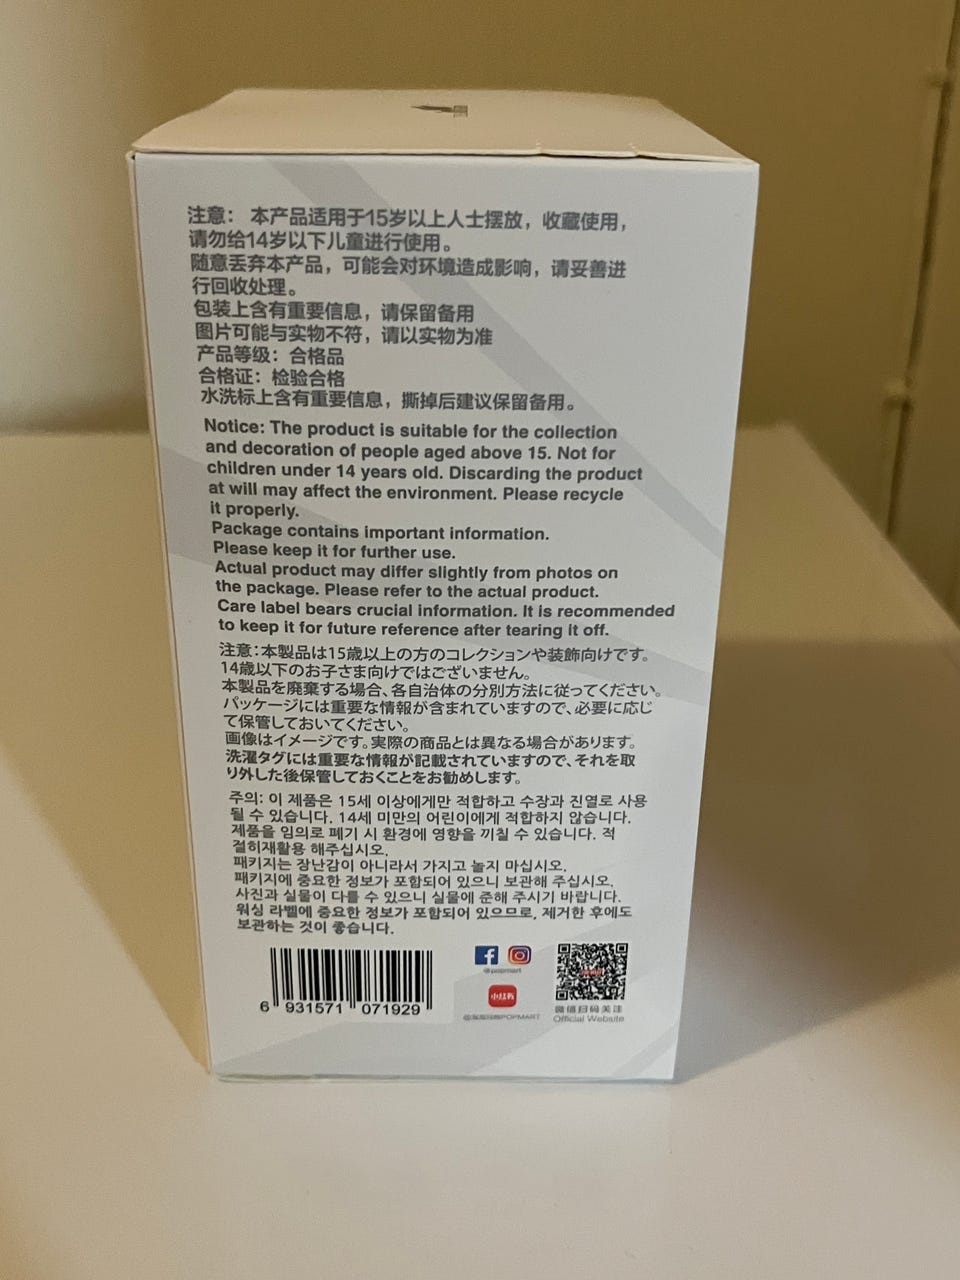 注意： 本产品适用于15岁以上人士摆放，收藏使用，
请勿给14岁以下儿童进行使用。
随意丢弃本产品，可能会对环境造成影响，请妥善进
行回收处理。
包装上含有重要信息，请保留备用
图片可能与实物不符，请以实物为准
产品等级：合格品
合格证：检验合格
水洗标上含有重要信息，撕掉后建议保留备用。
Notice: The product is suitable for the collection
and decoration of people aged above 15. Not for
children under 14 years old. Discarding the product
at will may affect the environment. Please recycle
it properly.
Package contains important information.
Please keep it for further use.
Actual product may differ slightly from photos on
the package. Please refer to the actual product.
Care label bears crucial information. It is recommended
to keep it for future reference after tearing it off.
注意：本製品は15歳以上の方のコレクションや装飾向けです。
14歳以下のお子さま向けではございません。
本製品を廃棄する場合、各自治体の分別方法に従ってください。
パッケージには重要な情報が含まれていますので、必要に応じ
て保管しておいてください。
画像はイメージです。実際の商品とは異なる場合があります。
洗濯タグには重要な情報が記載されていますので、それを取
り外した後保管しておくことをお勧めします。
주의: 이 제품은 15세 이상에게만 적합하고 수장과 진열로 사용
될 수 있습니다. 14세 미만의 어린이에게 적합하지 않습니다.
제품을 임의로 폐기 시 환경에 영향을 끼칠 수 있습니다. 적
절히재활용 해주십시오.
패키지는 장난감이 아니라서 가지고 놀지 마십시오.
패키지에 중요한 정보가 포함되어 있으니 보관해 주십시오.
사진과 실물이 다를 수 있으니 실물에 준해 주시기 바랍니다.
워싱 라벨에 중요한 정보가 포함되어 있으므로, 제거한 후에도
보관하는 것이 좋습니다.
6 931571 071929
@popmart
小红书
POPMART
微信扫码关注
Official Website